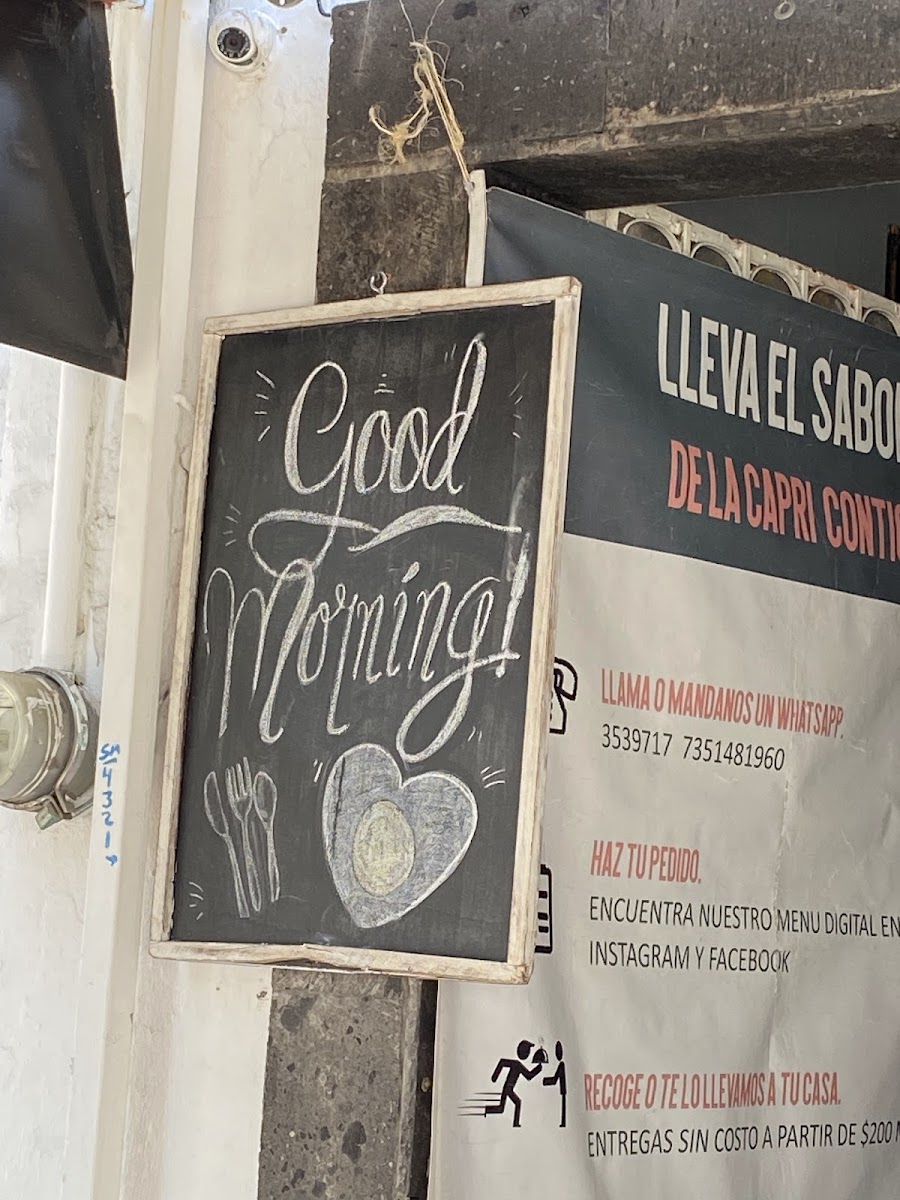 Good
Morning!
LLEVA EL SABO
DE LA CAPRI CONTI
LLAMA O MANDANOS UN WHATSAPP.
3539717 7351481960
HAZ TU PEDIDO.
ENCUENTRA NUESTRO MENU DIGITAL EN
INSTAGRAM Y FACEBOOK
RECOGE O TE LO LLEVAMOS A TU CASA.
ENTREGAS SIN COSTO A PARTIR DE $200